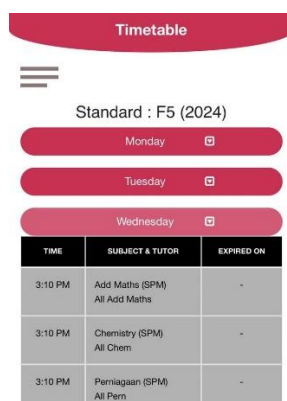 Timetable
Standard : F5 (2024)
Monday
Tuesday
Wednesday
TIME SUBJECT & TUTOR EXPIRED ON
3:10 PM Add Maths (SPM) -
All Add Maths
3:10 PM Chemistry (SPM) -
All Chem
3:10 PM Perniagaan (SPM) -
All Pern